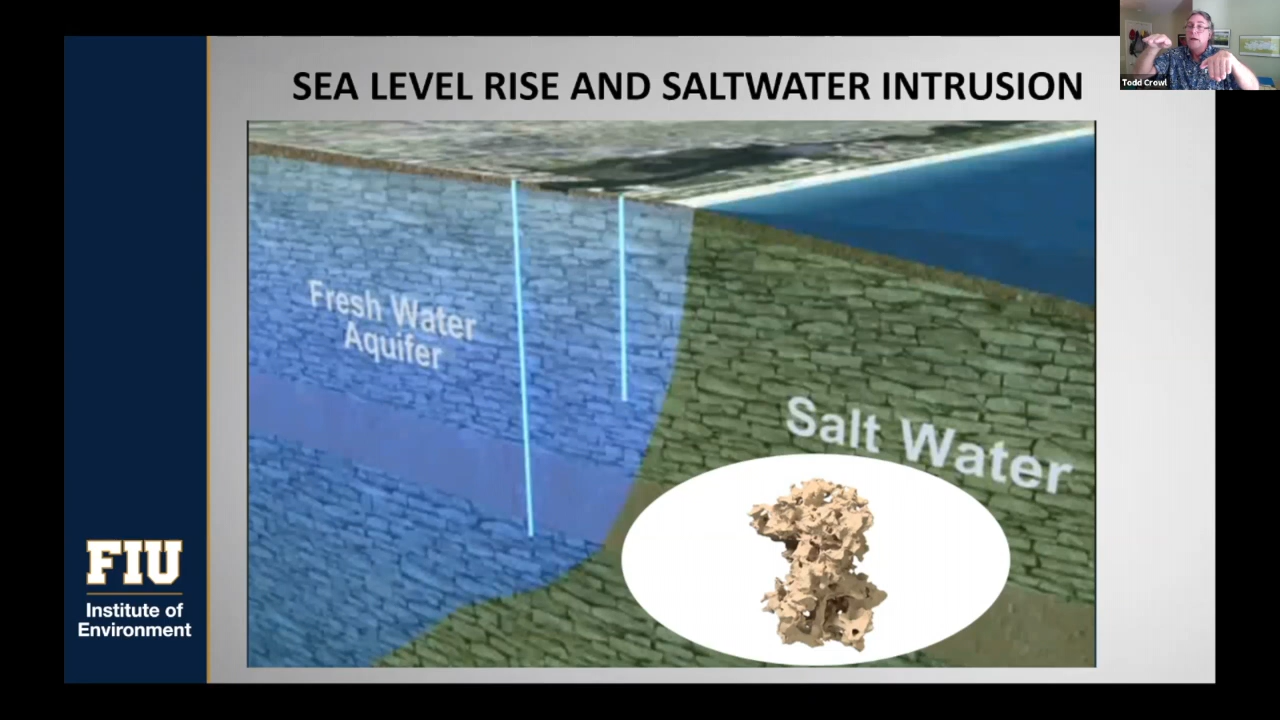 SEA LEVEL RISE AND SALTWATER INTRUSION
Todd Crowl
Fresh Water
Aquifer
Salt Water
FIU
Institute of
Environment